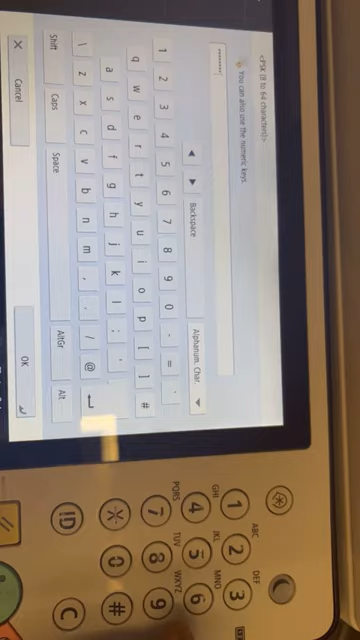 <PSK (8 to 64 characters)>
You can also use the numeric keys.
********
◄ ► Backspace Alphanum. Char. ▼
1 2 3 4 5 6 7 8 9 0 - = `
q w e r t y u i o p [ ] #
a s d f g h j k l ; '
\ z x c v b n m , . / @
Shift Caps Space AltGr Alt
× Cancel OK
ABC DEF
1 2 3
GHI JKL MNO
4 5 6
PQRS TUV WXYZ
7 8 9
* 0 #
ID C